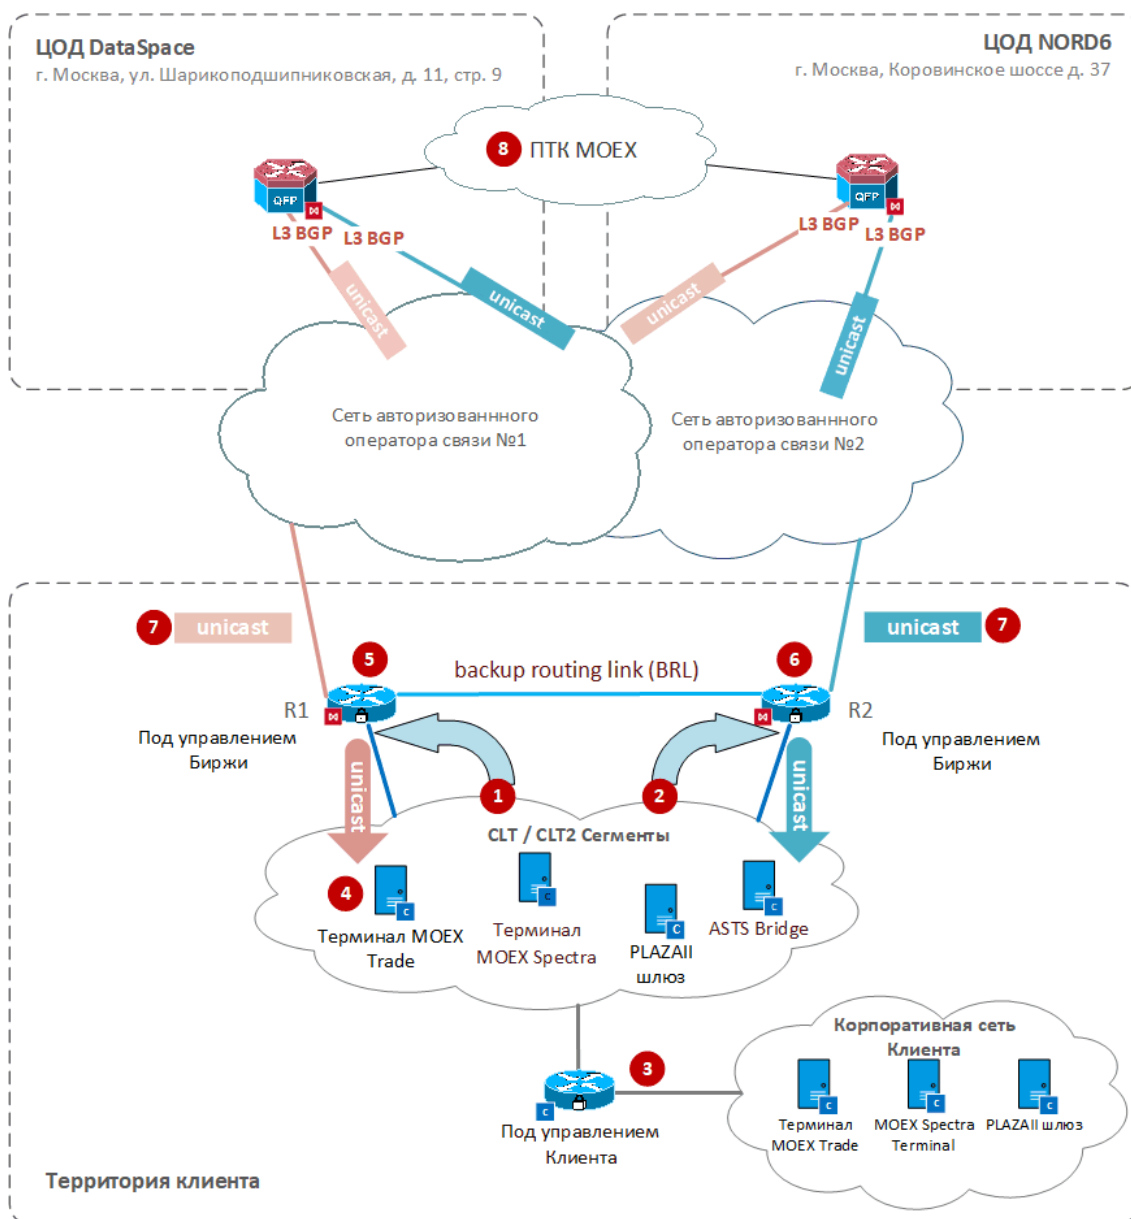 ЦОД DataSpace
г. Москва, ул. Шарикоподшипниковская, д. 11, стр. 9
ЦОД NORD6
г. Москва, Коровинское шоссе д. 37
8 ПТК MOEX
QFP
QFP
L3 BGP
L3 BGP
L3 BGP
L3 BGP
unicast
unicast
unicast
unicast
Сеть авторизованнного
оператора связи №1
Сеть авторизованнного
оператора связи №2
7 unicast
unicast 7
5
6
backup routing link (BRL)
R1
R2
Под управлением
Биржи
Под управлением
Биржи
unicast
unicast
1
2
CLT / CLT2 Сегменты
4
C
C
C
C
Терминал MOEX
Trade
Терминал
MOEX Spectra
PLAZAII
шлюз
ASTS Bridge
3
C
Под управлением
Клиента
Корпоративная сеть
Клиента
C
C
C
Терминал
MOEX Trade
MOEX Spectra
Terminal
PLAZAII шлюз
Территория клиента